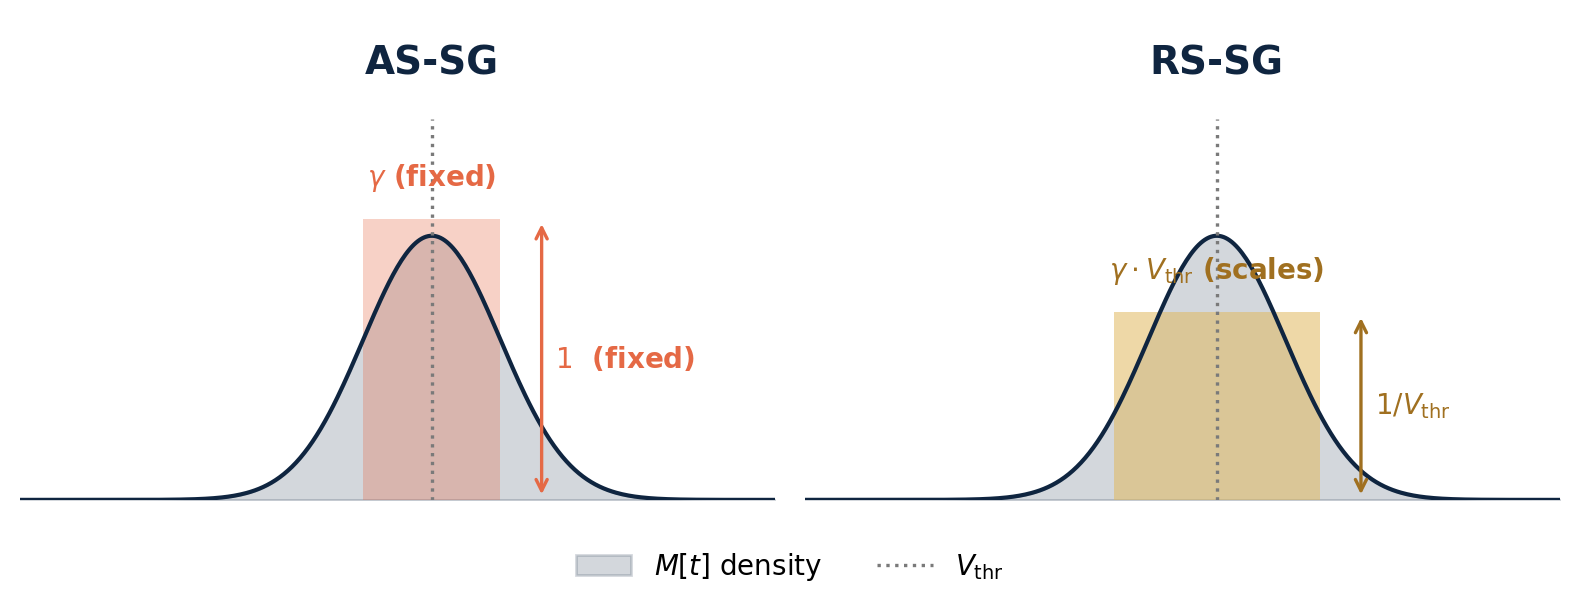 AS-SG
γ (fixed)
1 (fixed)
RS-SG
γ · V_thr (scales)
1/V_thr
M[t] density
V_thr